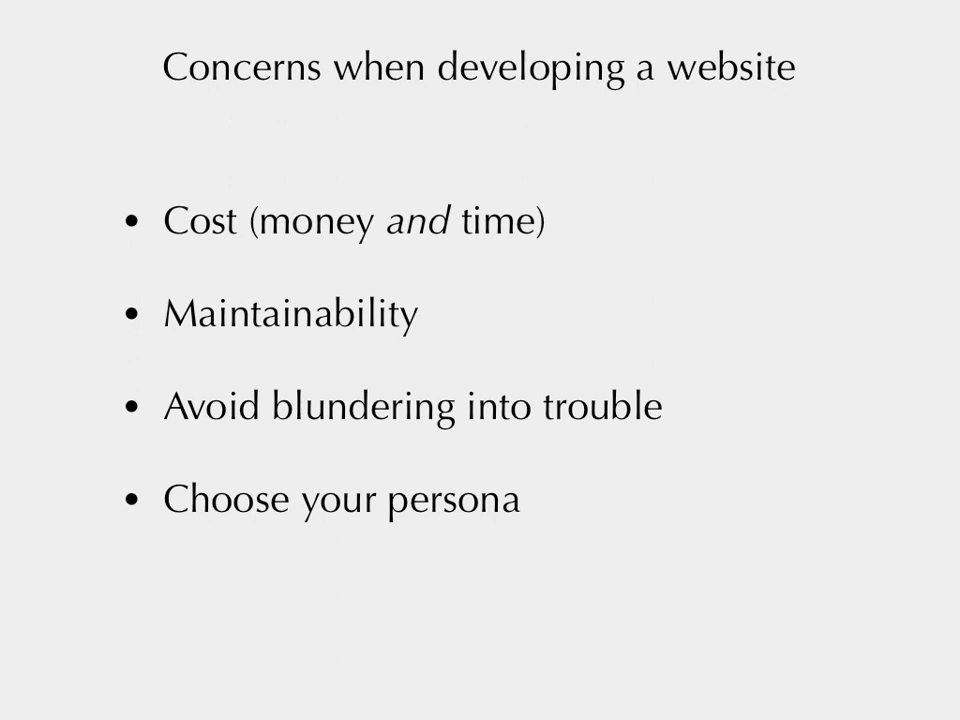 Concerns when developing a website
• Cost (money and time)
• Maintainability
• Avoid blundering into trouble
• Choose your persona